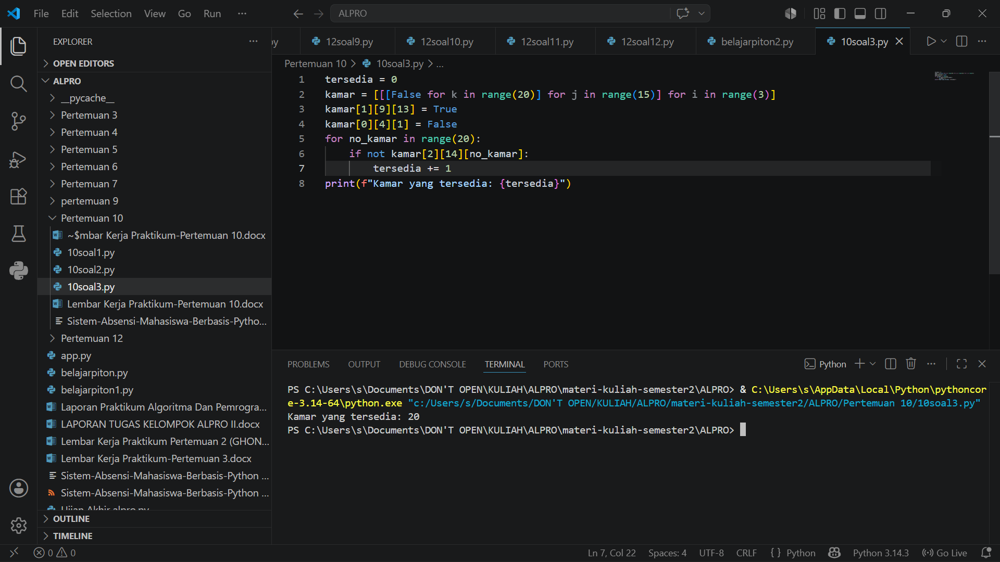 File Edit Selection View Go Run ··· ALPRO
EXPLORER
OPEN EDITORS
ALPRO
__pycache__
Pertemuan 3
Pertemuan 4
Pertemuan 5
Pertemuan 6
Pertemuan 7
pertemuan 9
Pertemuan 10
~$mbar Kerja Praktikum-Pertemuan 10.docx
10soal1.py
10soal2.py
10soal3.py
Lembar Kerja Praktikum-Pertemuan 10.docx
Sistem-Absensi-Mahasiswa-Berbasis-Pytho...
Pertemuan 12
app.py
belajarpiton.py
belajarpiton1.py
Laporan Praktikum Algoritma Dan Pemrogra...
LAPORAN TUGAS KELOMPOK ALPRO II.docx
Lembar Kerja Praktikum Pertemuan 2 (GHON...
Lembar Kerja Praktikum-Pertemuan 3.docx
Sistem-Absensi-Mahasiswa-Berbasis-Python ...
Sistem-Absensi-Mahasiswa-Berbasis-Python ...
Ujian Akhir alpro.py
OUTLINE
TIMELINE
py 12soal9.py 12soal10.py 12soal11.py 12soal12.py belajarpiton2.py 10soal3.py
Pertemuan 10 > 10soal3.py > ...
1 tersedia = 0
2 kamar = [[[False for k in range(20)] for j in range(15)] for i in range(3)]
3 kamar[1][9][13] = True
4 kamar[0][4][1] = False
5 for no_kamar in range(20):
6     if not kamar[2][14][no_kamar]:
7         tersedia += 1
8 print(f"Kamar yang tersedia: {tersedia}")
PROBLEMS OUTPUT DEBUG CONSOLE TERMINAL PORTS Python
PS C:\Users\s\Documents\DON'T OPEN\KULIAH\ALPRO\materi-kuliah-semester2\ALPRO> & C:\Users\s\AppData\Local\Python\pythoncor
e-3.14-64\python.exe "c:/Users/s/Documents/DON'T OPEN/KULIAH/ALPRO/materi-kuliah-semester2/ALPRO/Pertemuan 10/10soal3.py"
Kamar yang tersedia: 20
PS C:\Users\s\Documents\DON'T OPEN\KULIAH\ALPRO\materi-kuliah-semester2\ALPRO>
0 0 Ln 7, Col 22 Spaces: 4 UTF-8 CRLF { } Python Python 3.14.3 Go Live